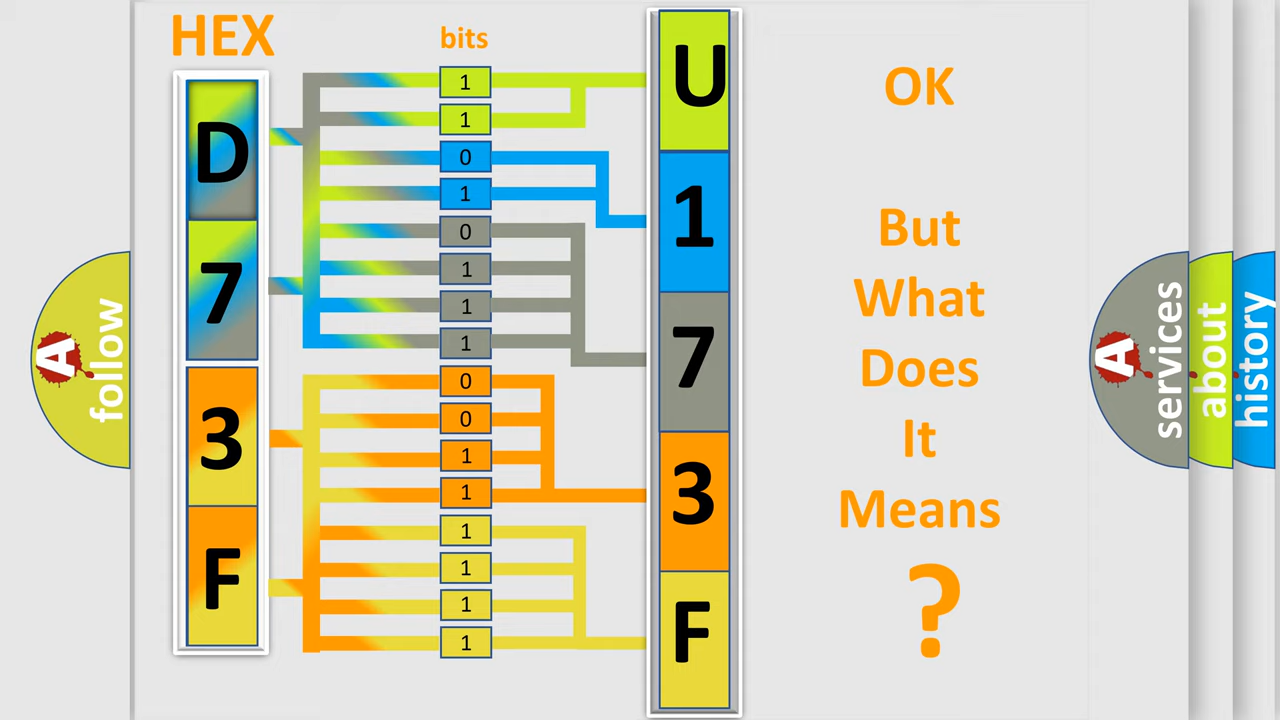 HEX
bits
D
7
3
F
1
1
0
1
0
1
1
1
0
0
1
1
1
1
1
1
U
1
7
3
F
OK
But
What
Does
It
Means
?
A
follow
A
services
about
history